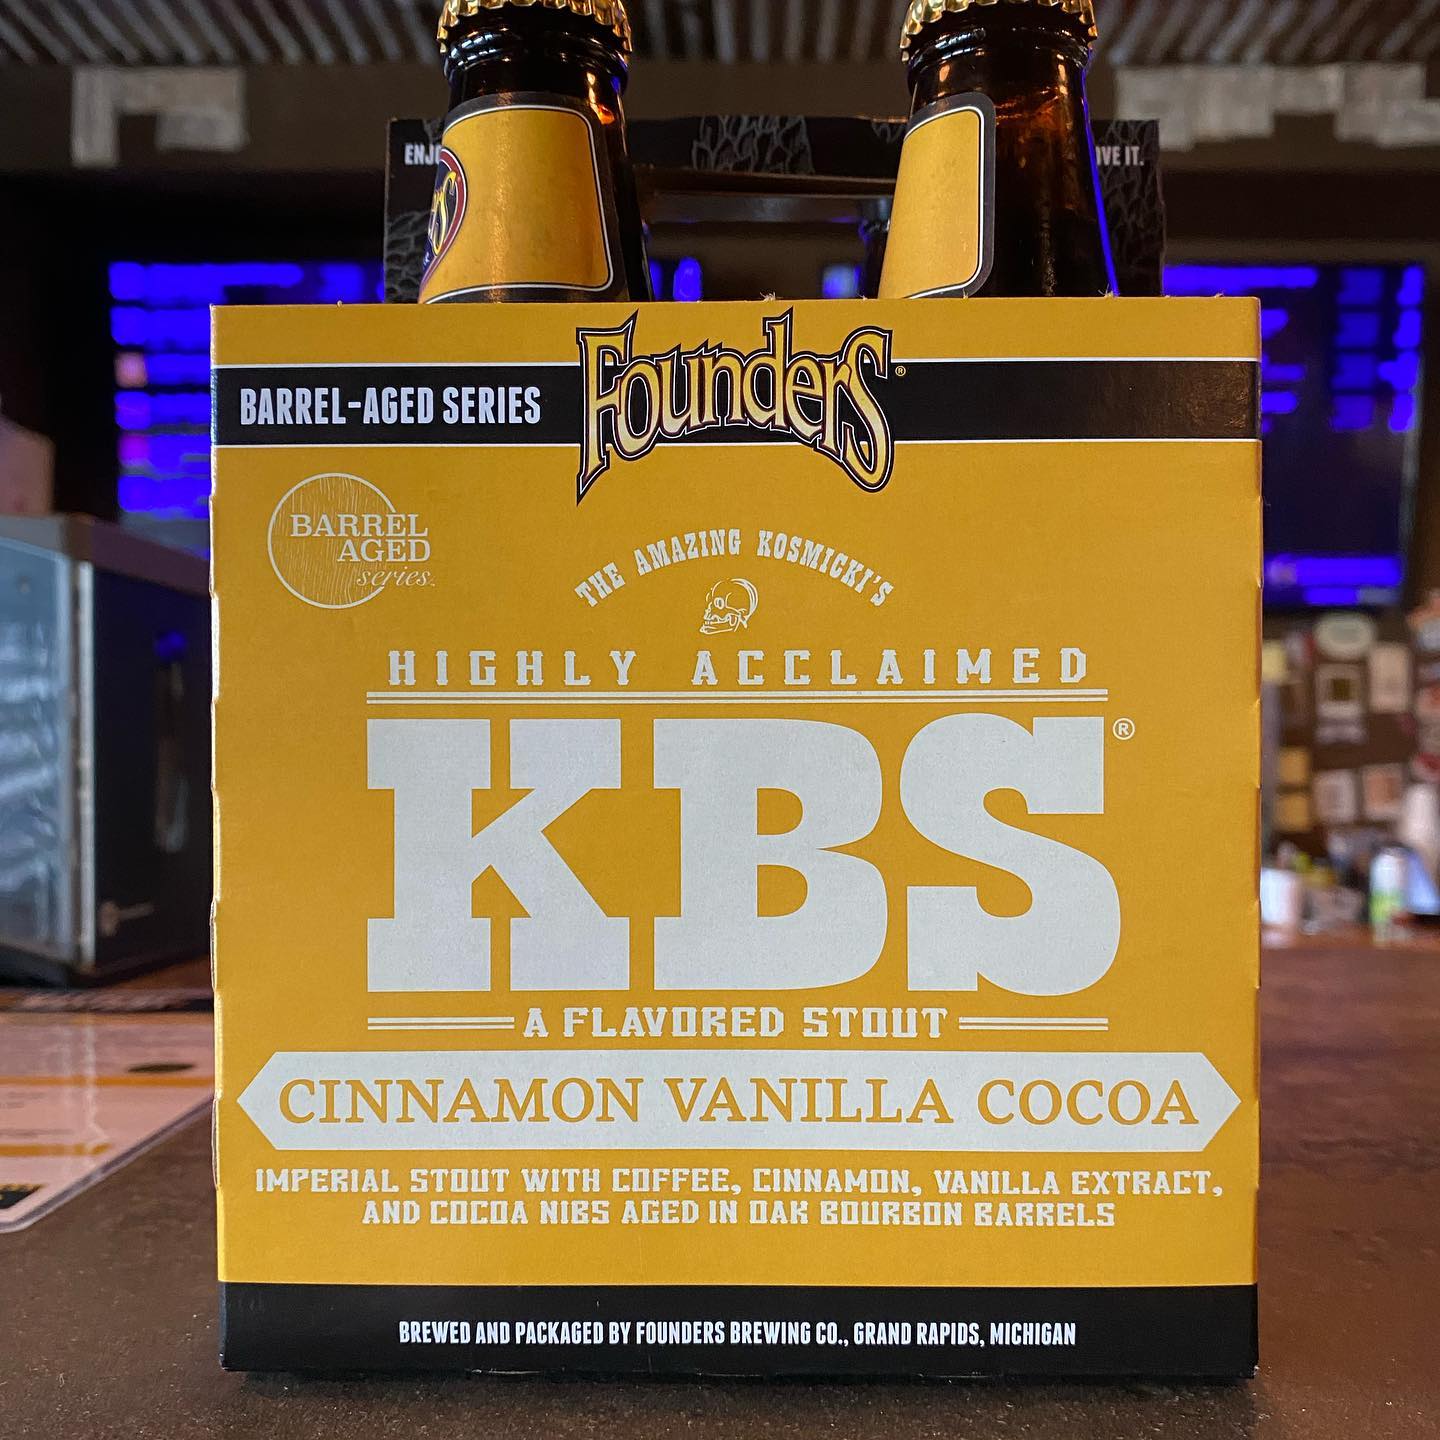 BARREL-AGED SERIES
Founders®
BARREL
AGED
series
THE AMAZING KOSMICKI'S
HIGHLY ACCLAIMED
KBS®
A FLAVORED STOUT
CINNAMON VANILLA COCOA
IMPERIAL STOUT WITH COFFEE, CINNAMON, VANILLA EXTRACT,
AND COCOA NIBS AGED IN OAK BOURBON BARRELS
BREWED AND PACKAGED BY FOUNDERS BREWING CO., GRAND RAPIDS, MICHIGAN